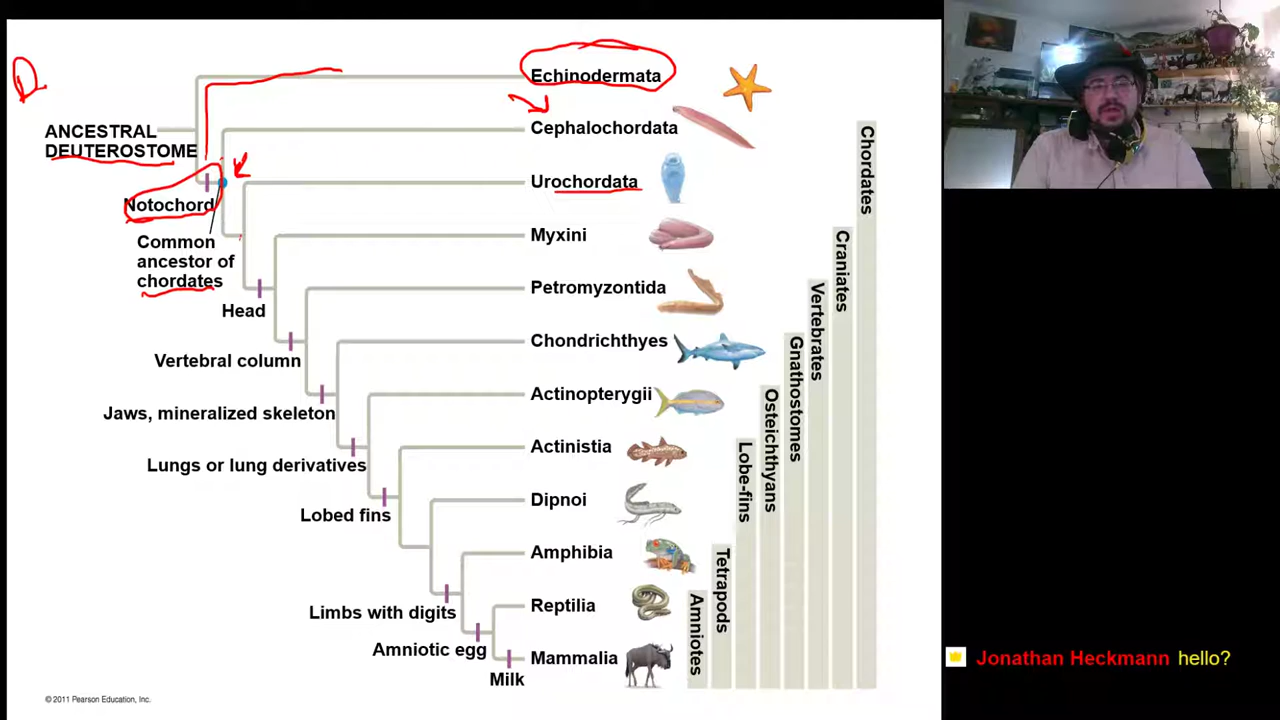 Echinodermata
ANCESTRAL
DEUTEROSTOME
Cephalochordata
Urochordata
Notochord
Common
ancestor of
chordates
Myxini
Head
Petromyzontida
Vertebral column
Chondrichthyes
Jaws, mineralized skeleton
Actinopterygii
Lungs or lung derivatives
Actinistia
Lobed fins
Dipnoi
Amphibia
Limbs with digits
Reptilia
Amniotic egg
Mammalia
Milk
Amniotes
Tetrapods
Lobe-fins
Osteichthyans
Gnathostomes
Vertebrates
Craniates
Chordates
© 2011 Pearson Education, Inc.
Jonathan Heckmann hello?